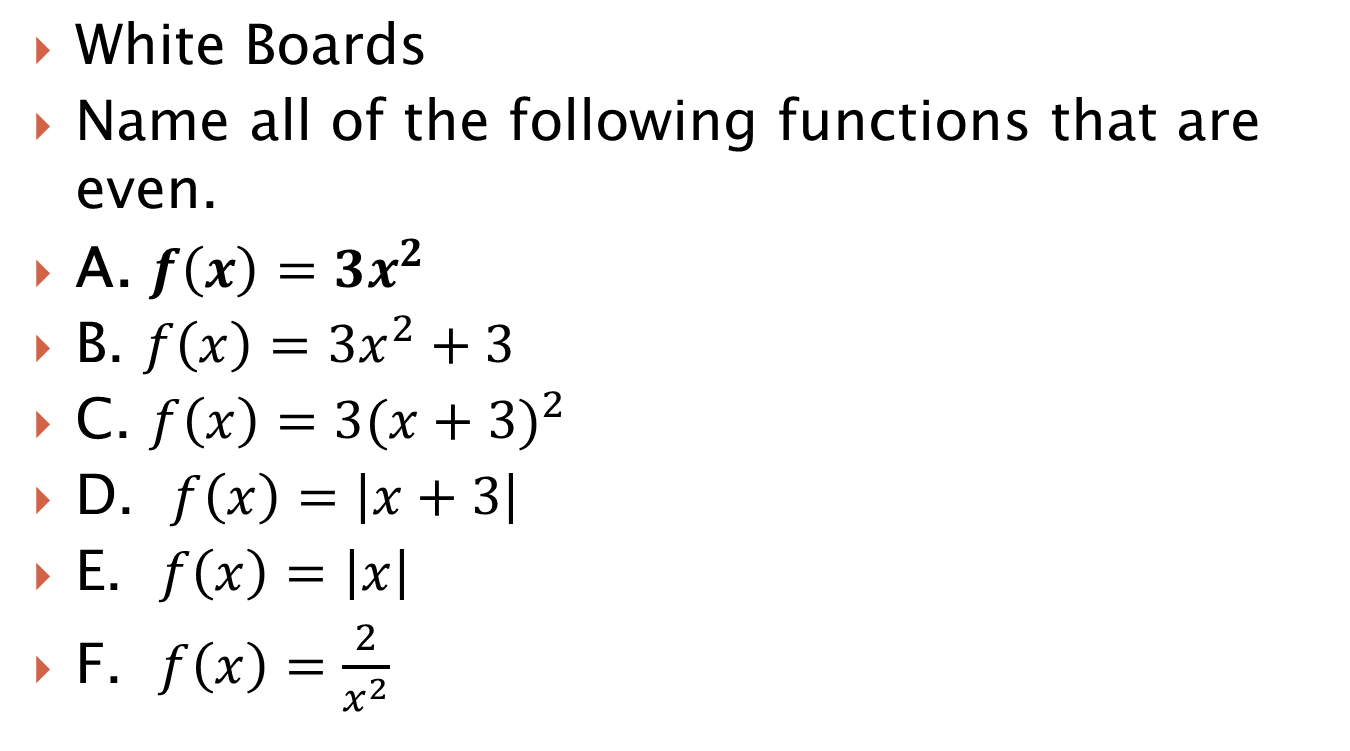 White Boards
Name all of the following functions that are
even.
A. f(x) = 3x²
B. f(x) = 3x² + 3
C. f(x) = 3(x + 3)²
D. f(x) = |x + 3|
E. f(x) = |x|
F. f(x) = 2/x²